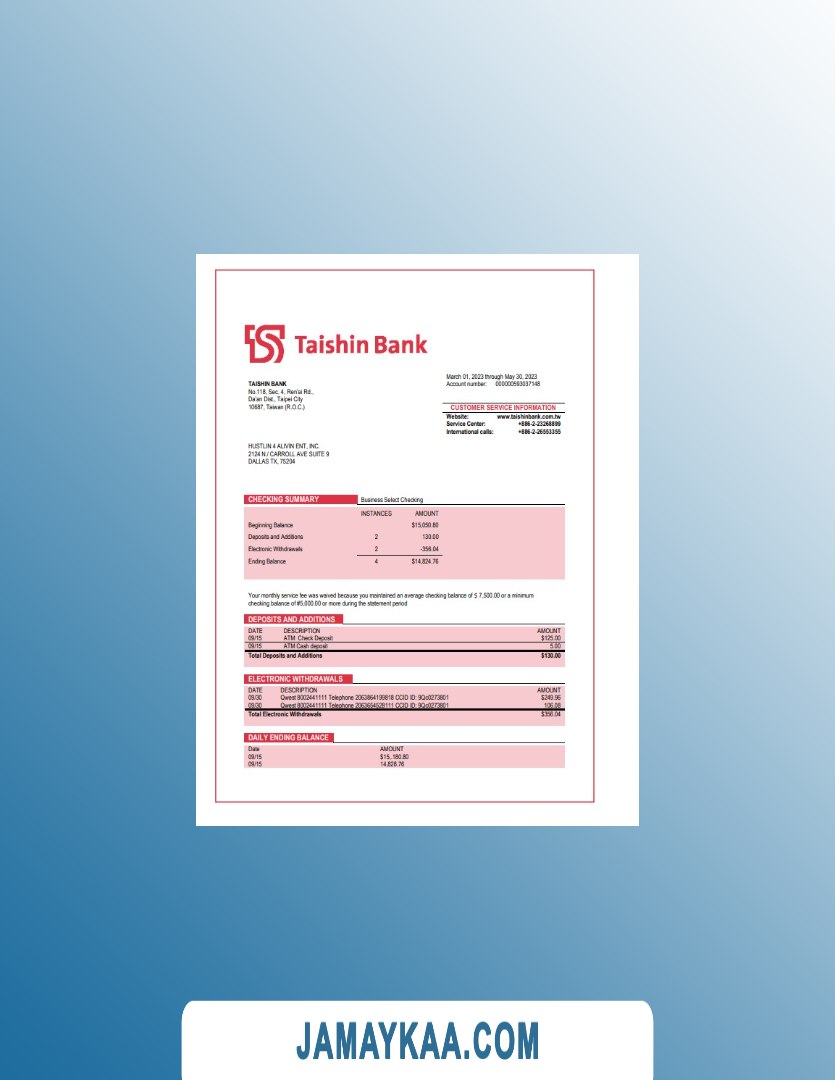 Taishin Bank
March 01, 2023 through May 30, 2023
Account number: 000000593037148
TAISHIN BANK
No.118, Sec. 4, Ren'ai Rd.,
Da'an Dist., Taipei City
10687, Taiwan (R.O.C.)
CUSTOMER SERVICE INFORMATION
Website: www.taishinbank.com.tw
Service Center: +886-2-23268899
International calls: +886-2-26553355
HUSTLIN 4 ALIVIN ENT, INC.
2124 N./ CARROLL AVE SUITE 9
DALLAS TX, 75204
CHECKING SUMMARY Business Select Checking
INSTANCES AMOUNT
Beginning Balance $15,050.80
Deposits and Additions 2 130.00
Electronic Withdrawals 2 -356.04
Ending Balance 4 $14,824.76
Your monthly service fee was waived because you maintained an average checking balance of $ 7,500.00 or a minimum
checking balance of #5,000.00 or more during the statement period
DEPOSITS AND ADDITIONS
DATE DESCRIPTION AMOUNT
09/15 ATM Check Deposit $125.00
09/15 ATM Cash deposit 5.00
Total Deposits and Additions $130.00
ELECTRONIC WITHDRAWALS
DATE DESCRIPTION AMOUNT
09/30 Qwest 8002441111 Telephone 2063864199818 CCID ID: 9Qc0273801 $249.96
09/30 Qwest 8002441111 Telephone CCID ID: 9Qc0273801 106.08
Total Electronic Withdrawals $356.04
DAILY ENDING BALANCE
Date AMOUNT
09/15 $15,.180.80
09/15 14,828.76
JAMAYKAA.COM